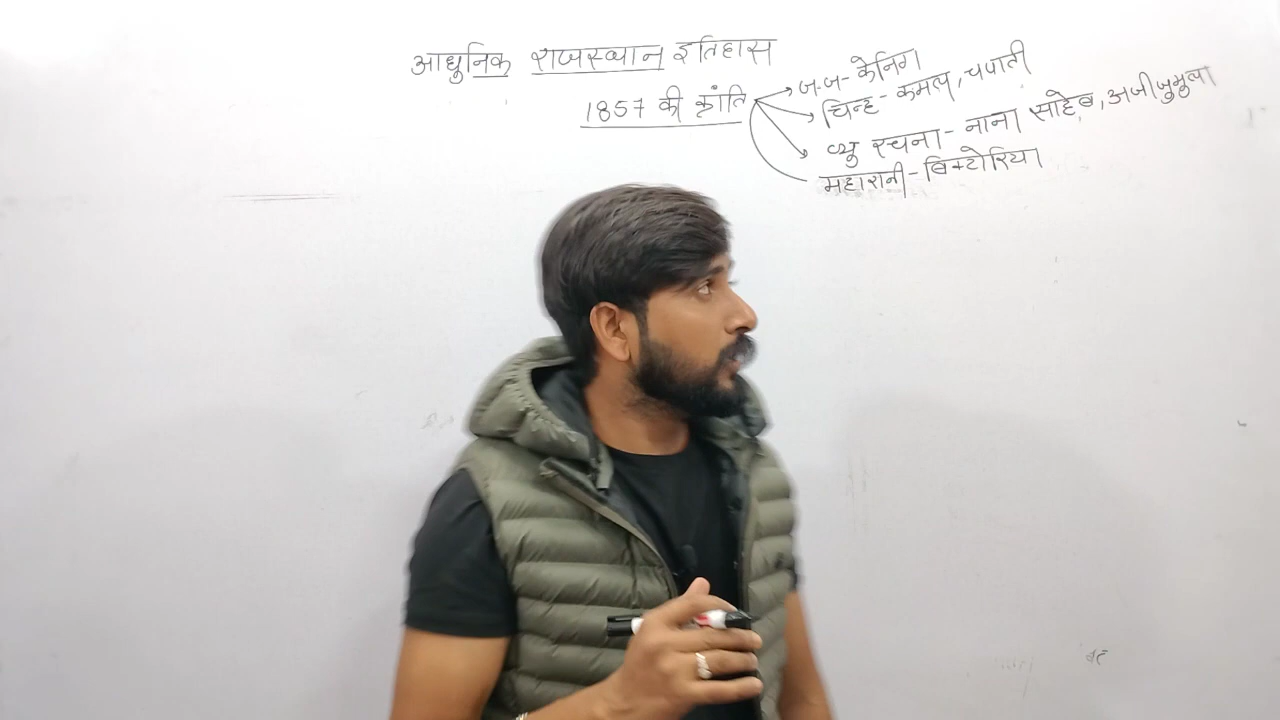 आधुनिक राजस्थान इतिहास
1857 की क्रांति
ज.ज- केनिग
चिन्ह - कमल, चपाती
व्यु रचना - नाना साहेब, अजीजुमुला
महारानी - विक्टोरिया